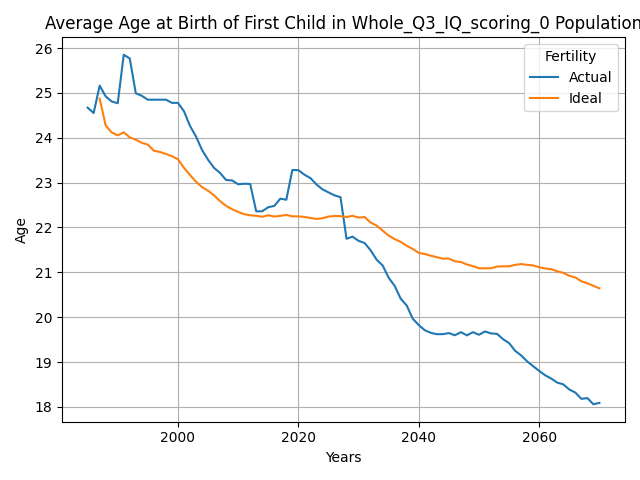 Average Age at Birth of First Child in Whole_Q3_IQ_scoring_0 Population
Fertility
Actual
Ideal
Age
26
25
24
23
22
21
20
19
18
2000
2020
2040
2060
Years